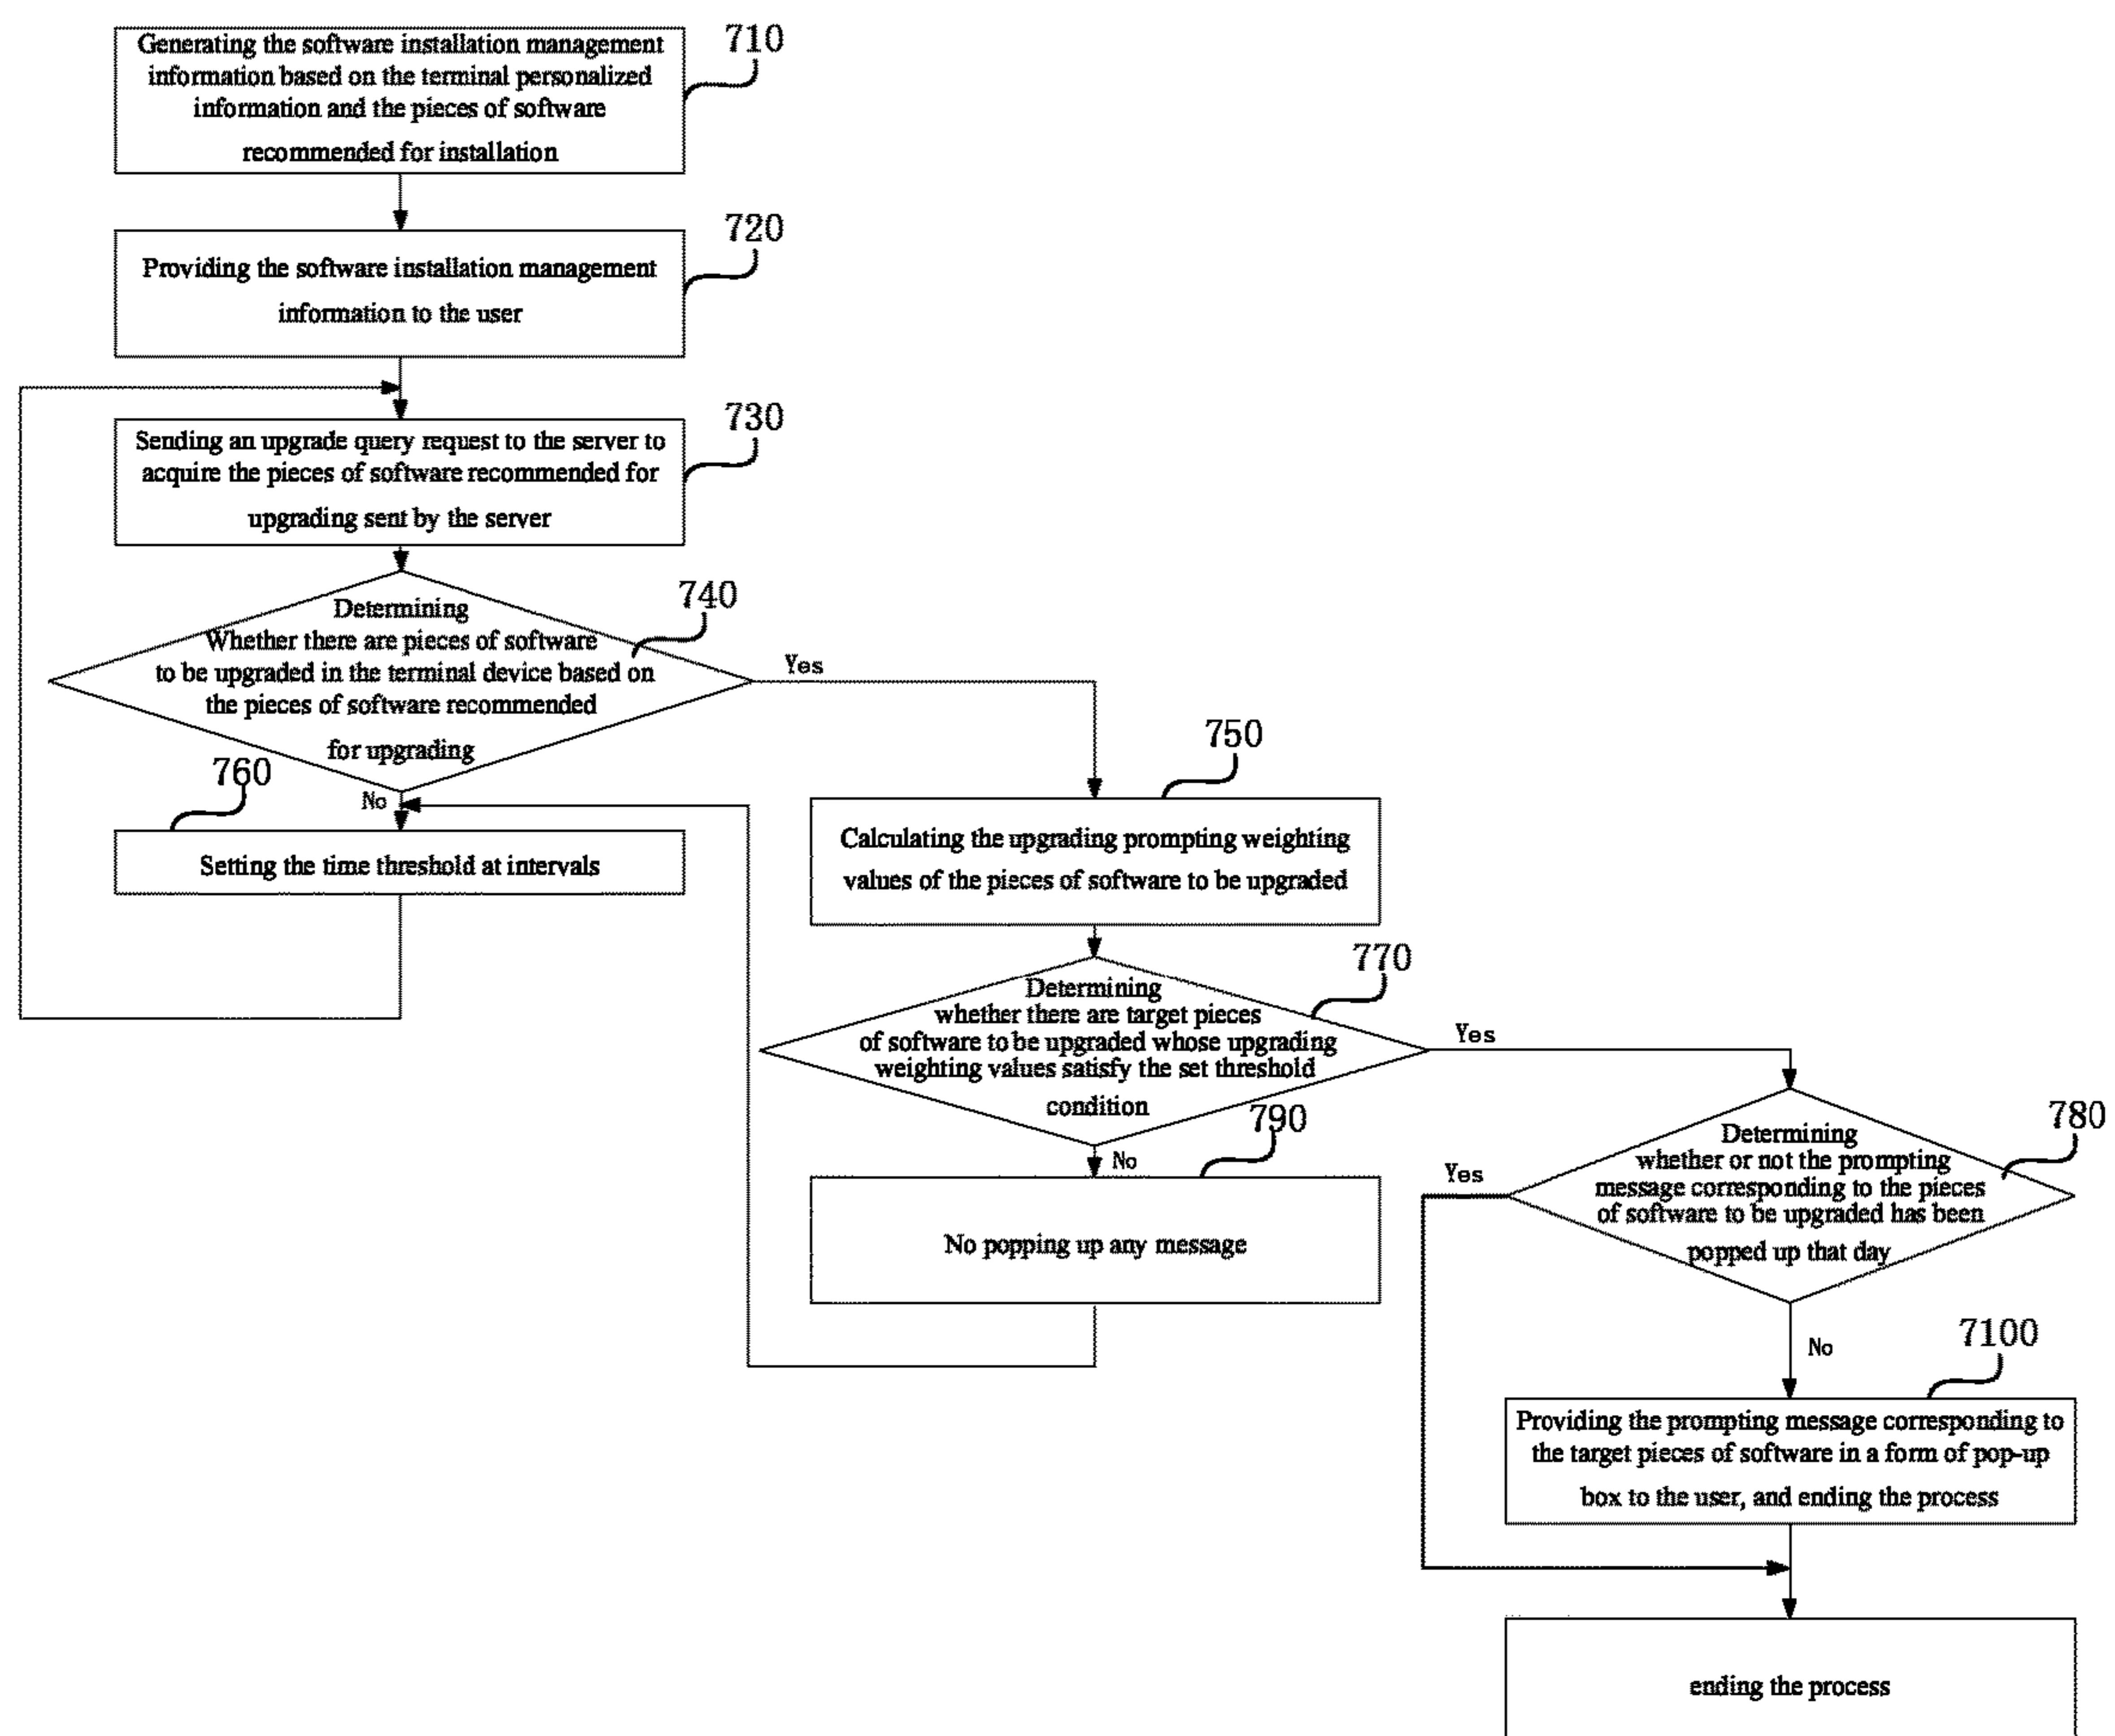 Generating the software installation management
information based on the terminal personalized
information and the pieces of software
recommended for installation
710
Providing the software installation management
information to the user
720
Sending an upgrade query request to the server to
acquire the pieces of software recommended for
upgrading sent by the server
730
Determining
Whether there are pieces of software
to be upgraded in the terminal device based on
the pieces of software recommended
for upgrading
740
Yes
No
760
Setting the time threshold at intervals
750
Calculating the upgrading prompting weighting
values of the pieces of software to be upgraded
770
Determining
whether there are target pieces
of software to be upgraded whose upgrading
weighting values satisfy the set threshold
condition
Yes
No
790
No popping up any message
780
Determining
whether or not the prompting
message corresponding to the pieces
of software to be upgraded has been
popped up that day
Yes
No
7100
Providing the prompting message corresponding to
the target pieces of software in a form of pop-up
box to the user, and ending the process
ending the process